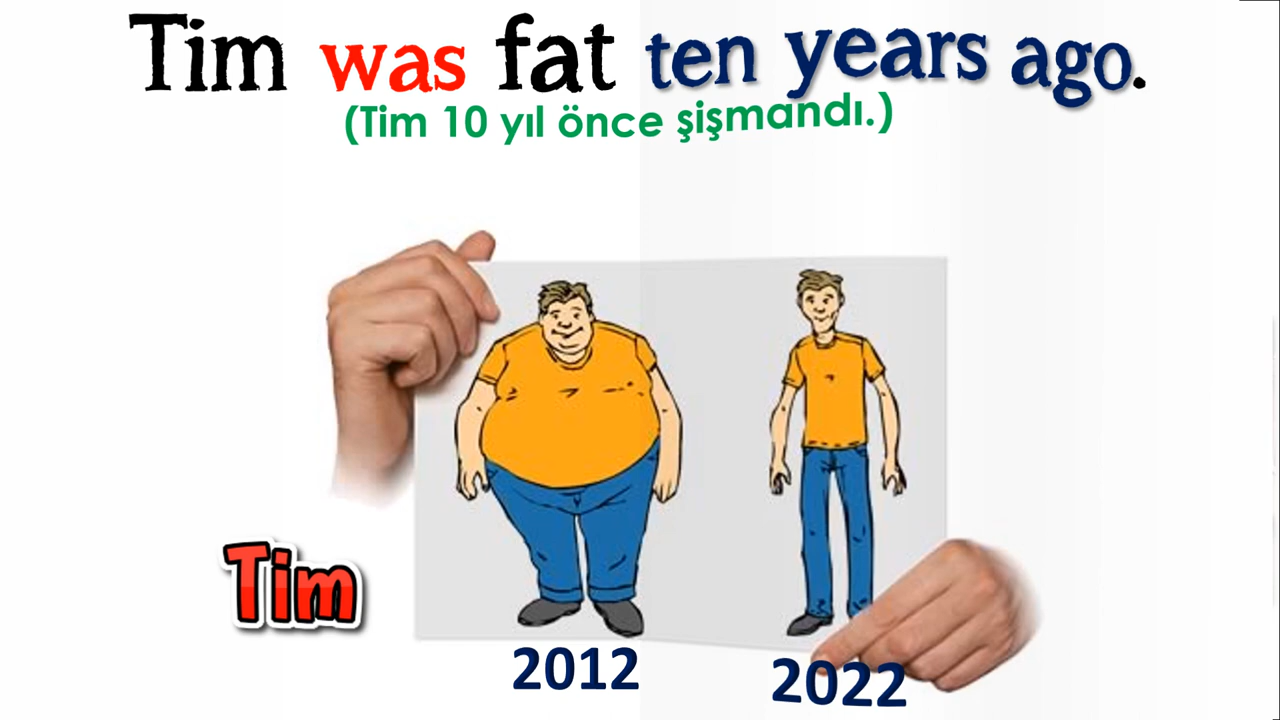 Tim was fat ten years ago.
(Tim 10 yıl önce şişmandı.)
Tim
2012
2022